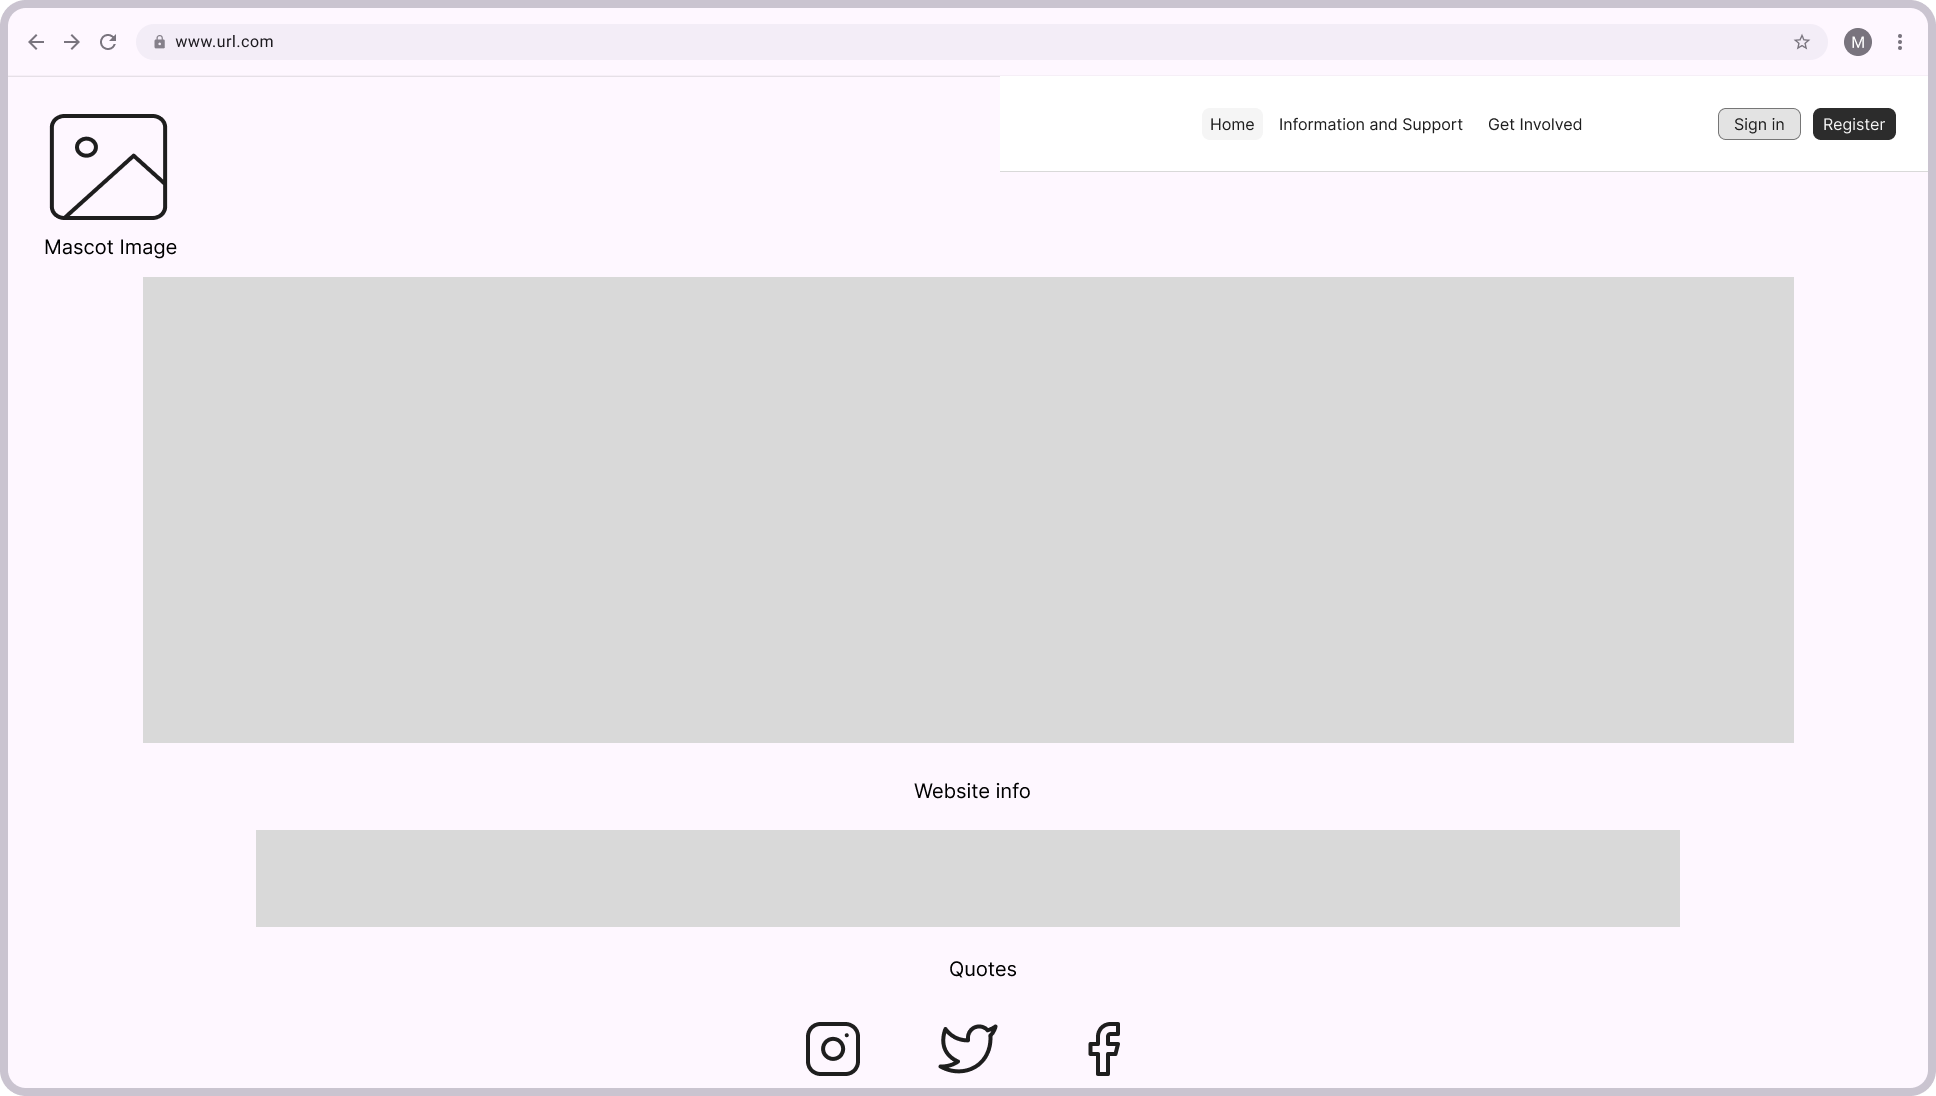 www.url.com
M
Home
Information and Support
Get Involved
Sign in
Register
Mascot Image
Website info
Quotes